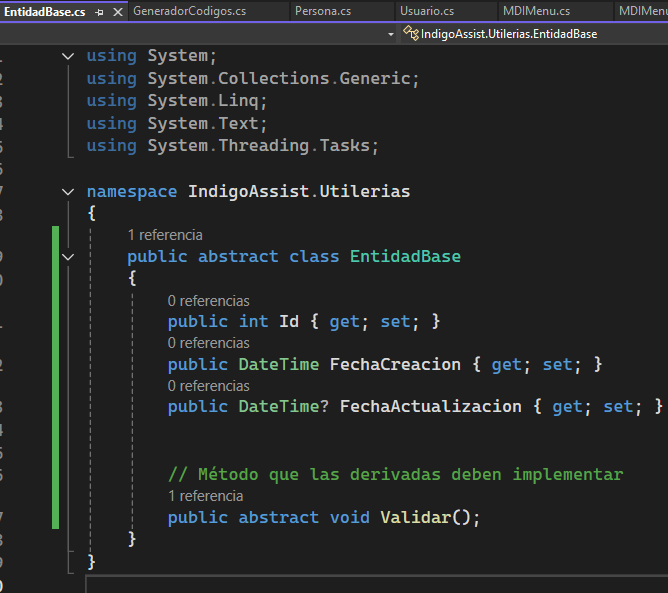 EntidadBase.cs GeneradorCodigos.cs Persona.cs Usuario.cs MDIMenu.cs
IndigoAssist.Utilerias.EntidadBase
using System;
using System.Collections.Generic;
using System.Linq;
using System.Text;
using System.Threading.Tasks;
namespace IndigoAssist.Utilerias
{
1 referencia
public abstract class EntidadBase
{
0 referencias
public int Id { get; set; }
0 referencias
public DateTime FechaCreacion { get; set; }
0 referencias
public DateTime? FechaActualizacion { get; set; }
// Método que las derivadas deben implementar
1 referencia
public abstract void Validar();
}
}